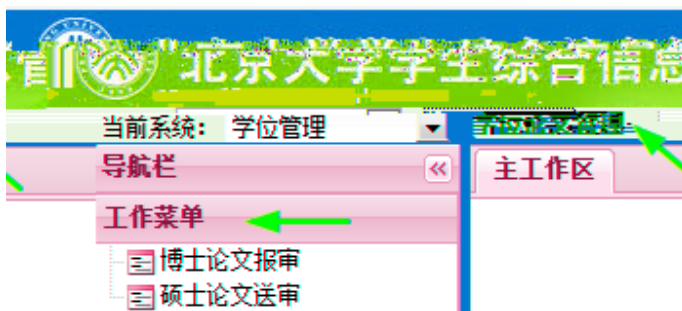 北京大学学生综合信息
当前系统： 学位管理
导航栏
主工作区
工作菜单
博士论文报审
硕士论文送审